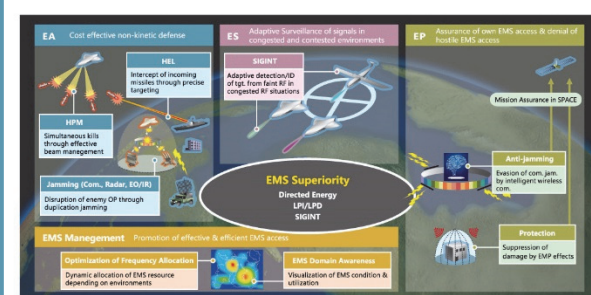 EA Cost effective non-kinetic defense
HEL
Intercept of incoming
missiles through precise
targeting
HPM
Simultaneous kills
through effective
beam management
Jamming (Com., Radar, EO/IR)
Disruption of enemy OP through
duplication jamming
ES Adaptive Surveillance of signals in
congested and contested environments
SIGINT
Adaptive detection/ID
of tgt. from faint RF in
congested RF situations
EP Assurance of own EMS access & denial of
hostile EMS access
Mission Assurance in SPACE
Anti-jamming
Evasion of com. jam.
by intelligent wireless
com.
Protection
Suppression of
damage by EMP effects
EMS Superiority
Directed Energy
LPI/LPD
SIGINT
EMS Management Promotion of effective & efficient EMS access
Optimization of Frequency Allocation
Dynamic allocation of EMS resource
depending on environments
EMS Domain Awareness
Visualization of EMS condition &
utilization